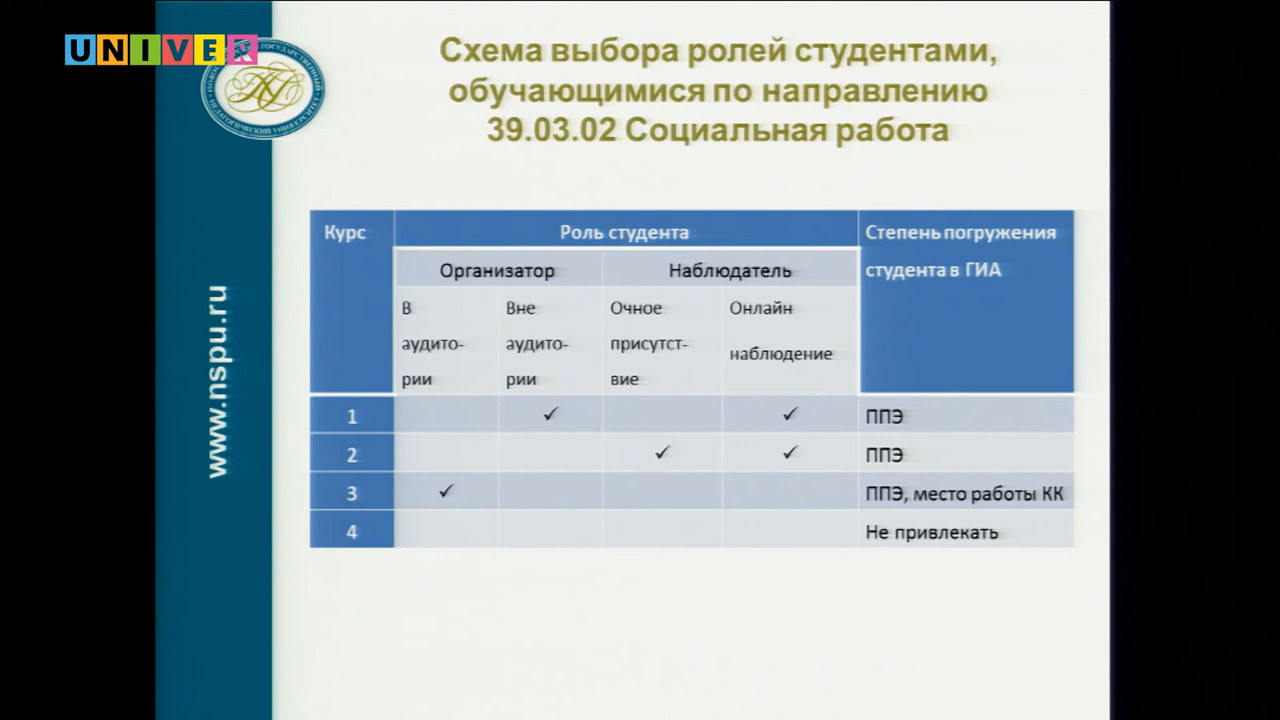 UNIVER
Схема выбора ролей студентами,
обучающимися по направлению
39.03.02 Социальная работа
www.nspu.ru
Курс
Роль студента
Степень погружения
студента в ГИА
Организатор
Наблюдатель
В
аудито-
рии
Вне
аудито-
рии
Очное
присутст-
вие
Онлайн
наблюдение
1 ✓ ✓ ППЭ
2 ✓ ✓ ППЭ
3 ✓ ППЭ, место работы КК
4 Не привлекать